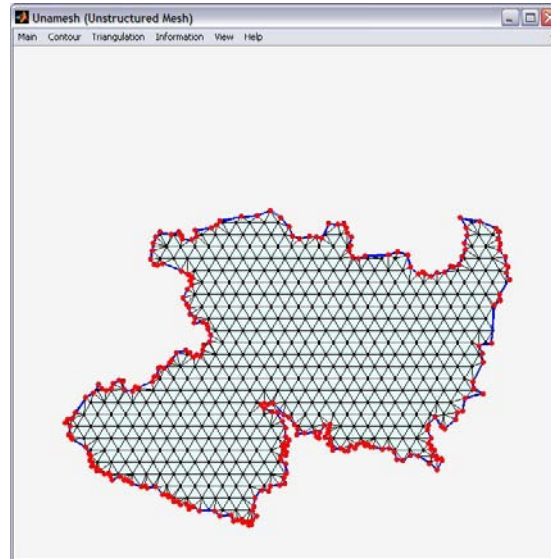 Unamesh (Unstructured Mesh)
Main Contour Triangulation Information View Help